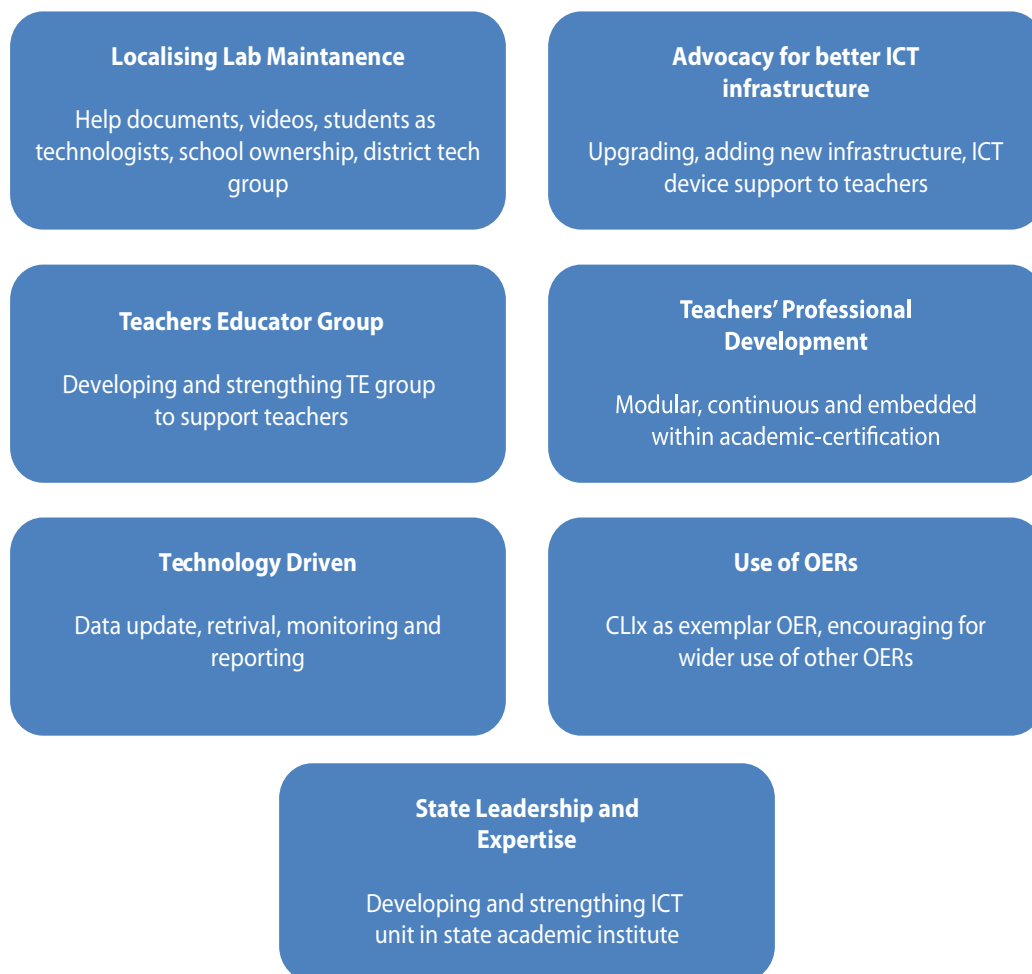 Localising Lab Maintanence
Help documents, videos, students as
technologists, school ownership, district tech
group
Advocacy for better ICT
infrastructure
Upgrading, adding new infrastructure, ICT
device support to teachers
Teachers Educator Group
Developing and strengthing TE group
to support teachers
Teachers’ Professional
Development
Modular, continuous and embedded
within academic-certification
Technology Driven
Data update, retrival, monitoring and
reporting
Use of OERs
CLIx as exemplar OER, encouraging for
wider use of other OERs
State Leadership and
Expertise
Developing and strengthing ICT
unit in state academic institute